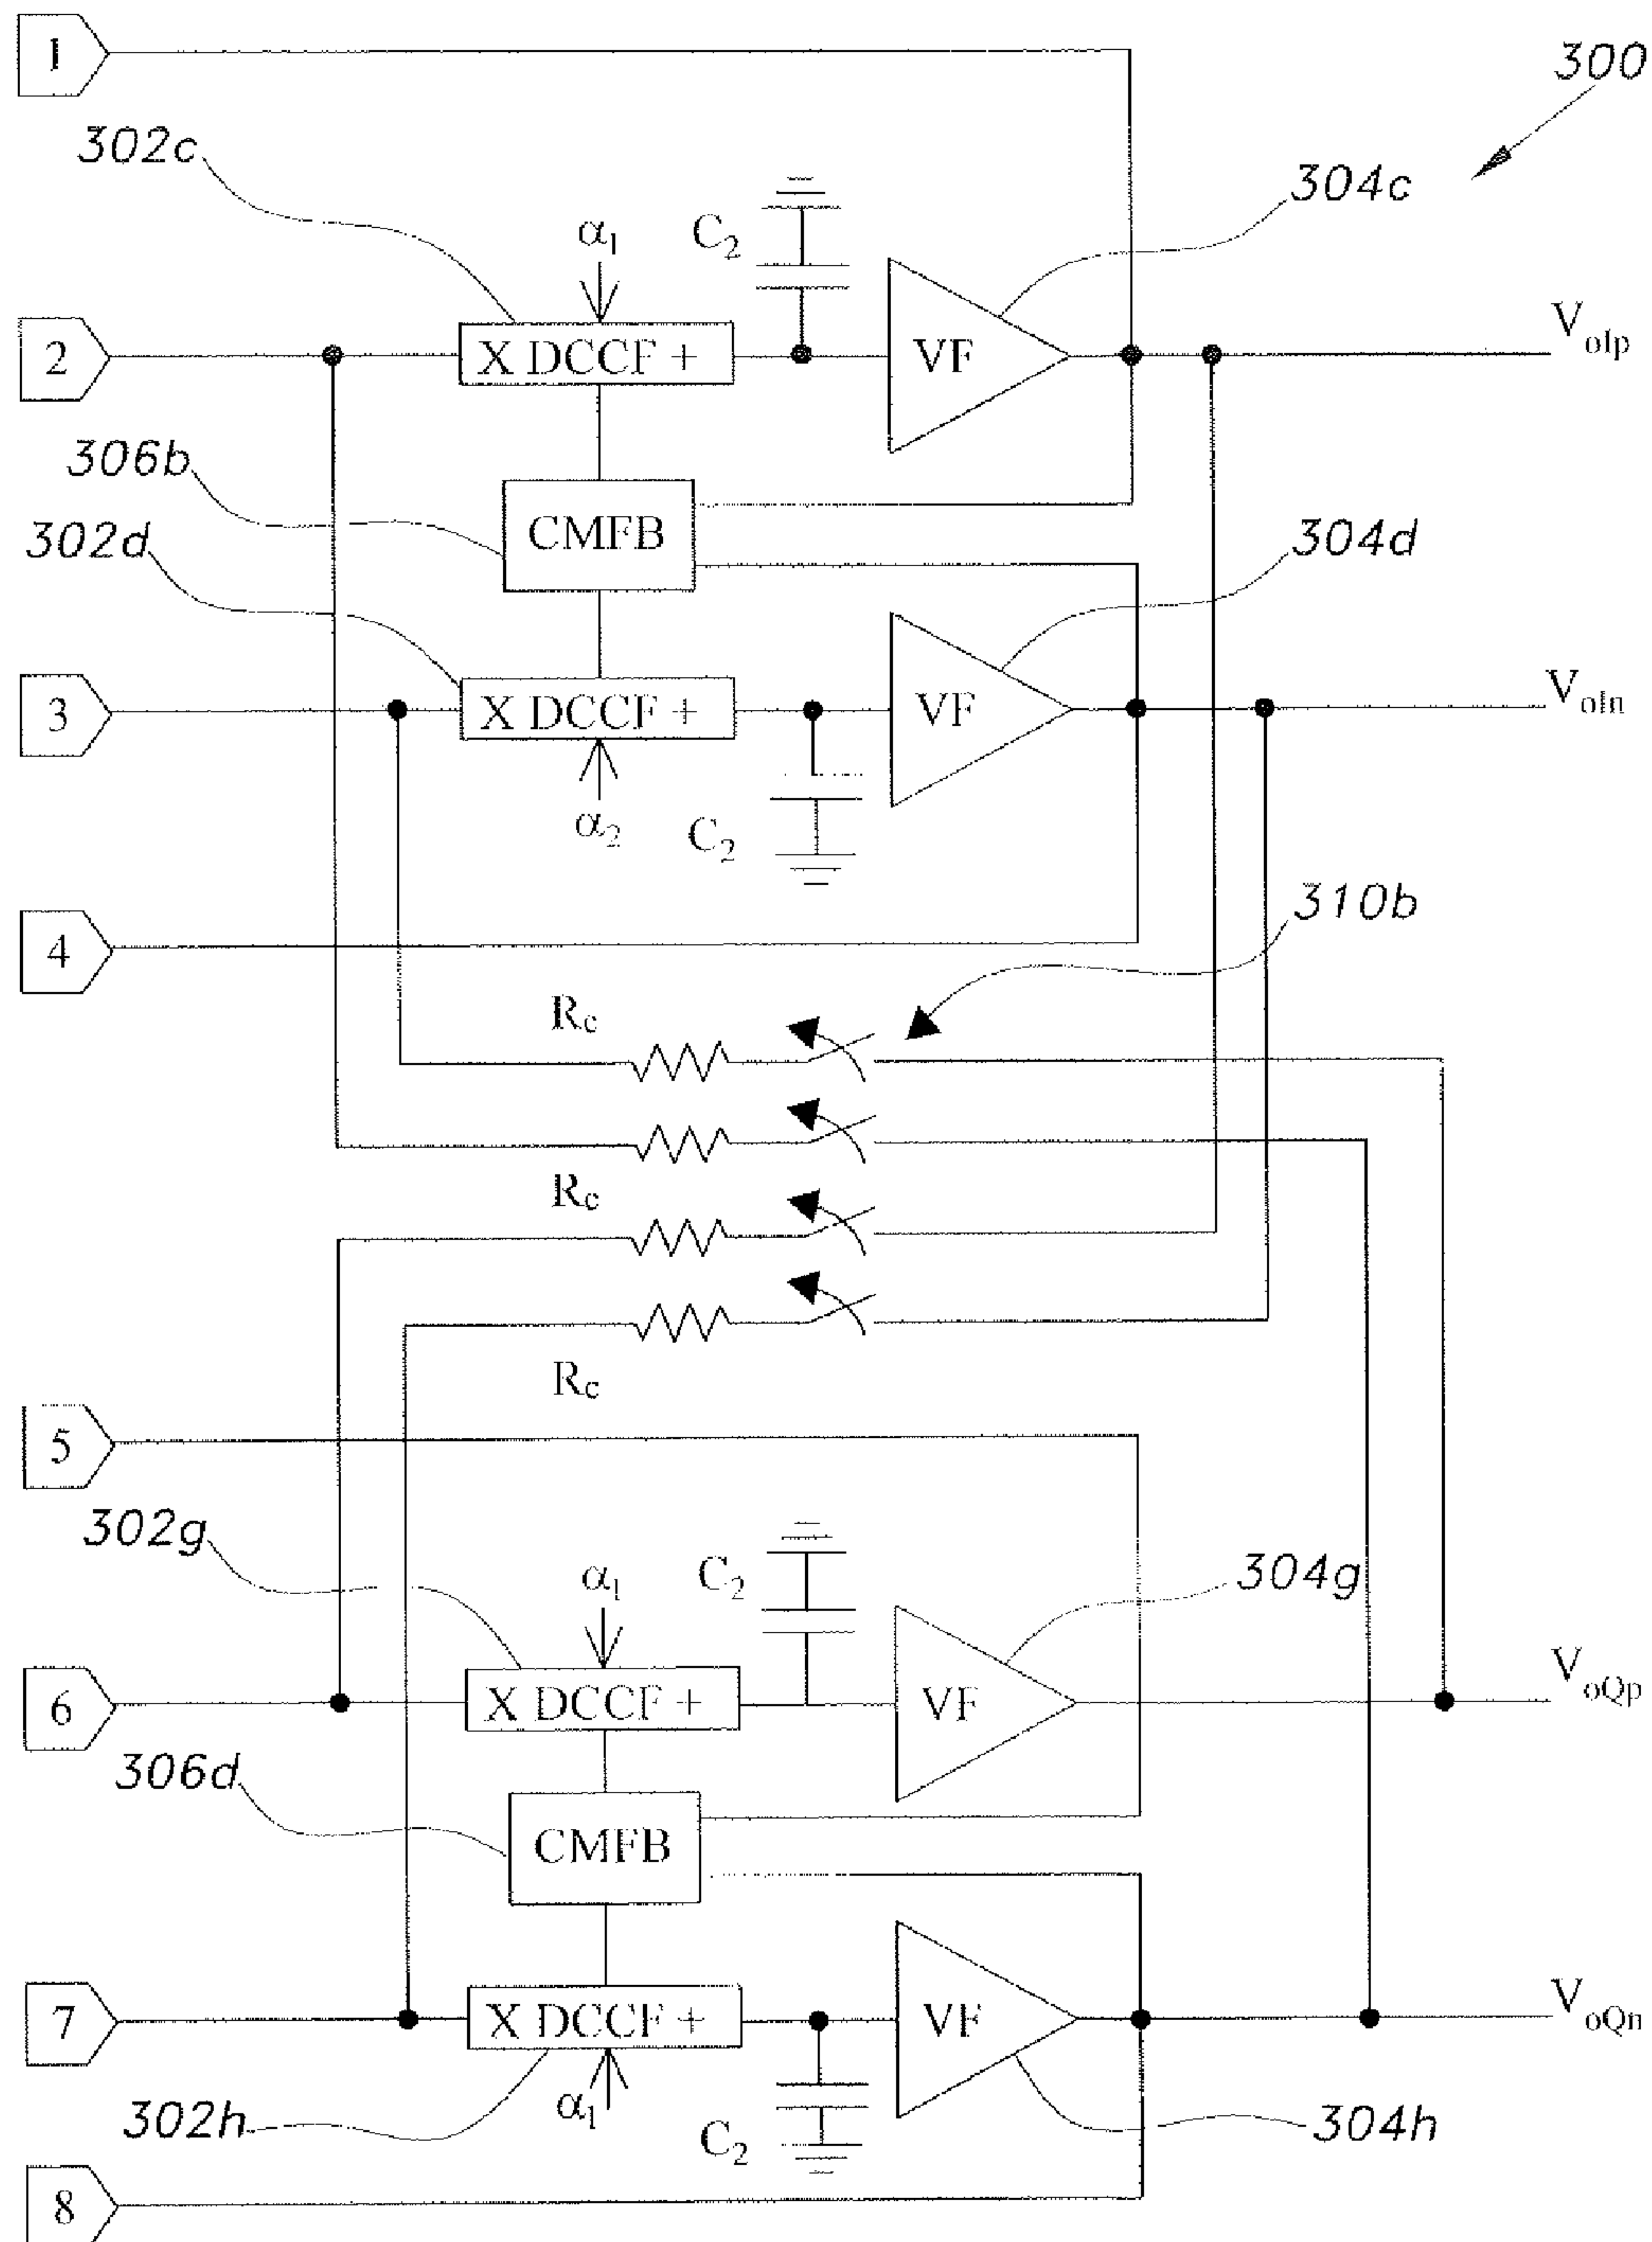 1
300
302c
304c
α₁
C₂
2
X DCCF +
VF
VoIp
306b
CMFB
302d
304d
3
X DCCF +
VF
VoIn
α₂
C₂
310b
4
Rc
Rc
Rc
5
302g
α₁
C₂
304g
6
X DCCF +
VF
VoQp
306d
CMFB
7
X DCCF +
VF
VoQn
302h
α₁
C₂
304h
8